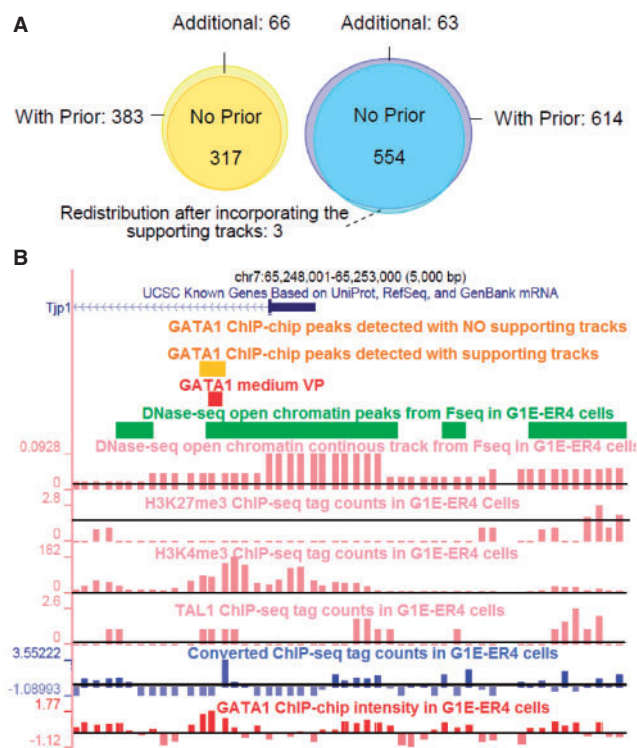 A
Additional: 66
Additional: 63
With Prior: 383
No Prior
317
No Prior
554
With Prior: 614
Redistribution after incorporating the
supporting tracks: 3
B
chr7:65,248,001-65,253,000 (5,000 bp)
UCSC Known Genes Based on UniProt, RefSeq, and GenBank mRNA
Tjp1
GATA1 ChIP-chip peaks detected with NO supporting tracks
GATA1 ChIP-chip peaks detected with supporting tracks
GATA1 medium VP
DNase-seq open chromatin peaks from Fseq in G1E-ER4 cells
DNase-seq open chromatin continous track from Fseq in G1E-ER4 cells
0.0928
0
H3K27me3 ChIP-seq tag counts in G1E-ER4 Cells
2.8
0
H3K4me3 ChIP-seq tag counts in G1E-ER4 cells
162
0
TAL1 ChIP-seq tag counts in G1E-ER4 cells
2.6
0
Converted ChIP-seq tag counts in G1E-ER4 cells
3.55222
-1.08993
GATA1 ChIP-chip intensity in G1E-ER4 cells
1.77
-1.12